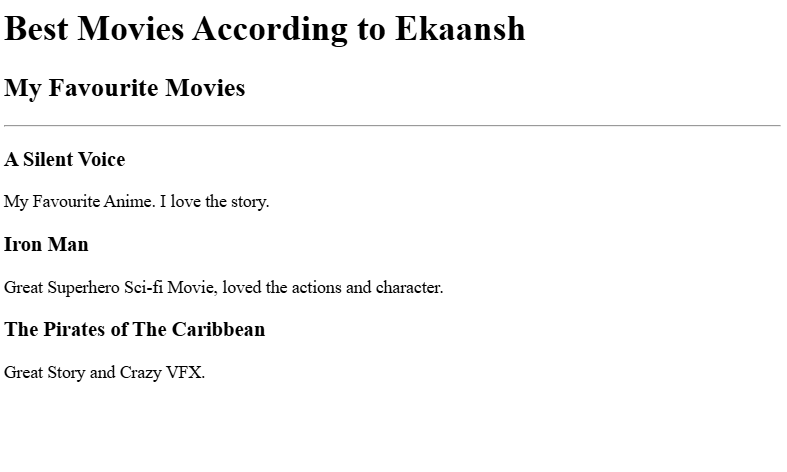 Best Movies According to Ekaansh
My Favourite Movies
A Silent Voice
My Favourite Anime. I love the story.
Iron Man
Great Superhero Sci-fi Movie, loved the actions and character.
The Pirates of The Caribbean
Great Story and Crazy VFX.